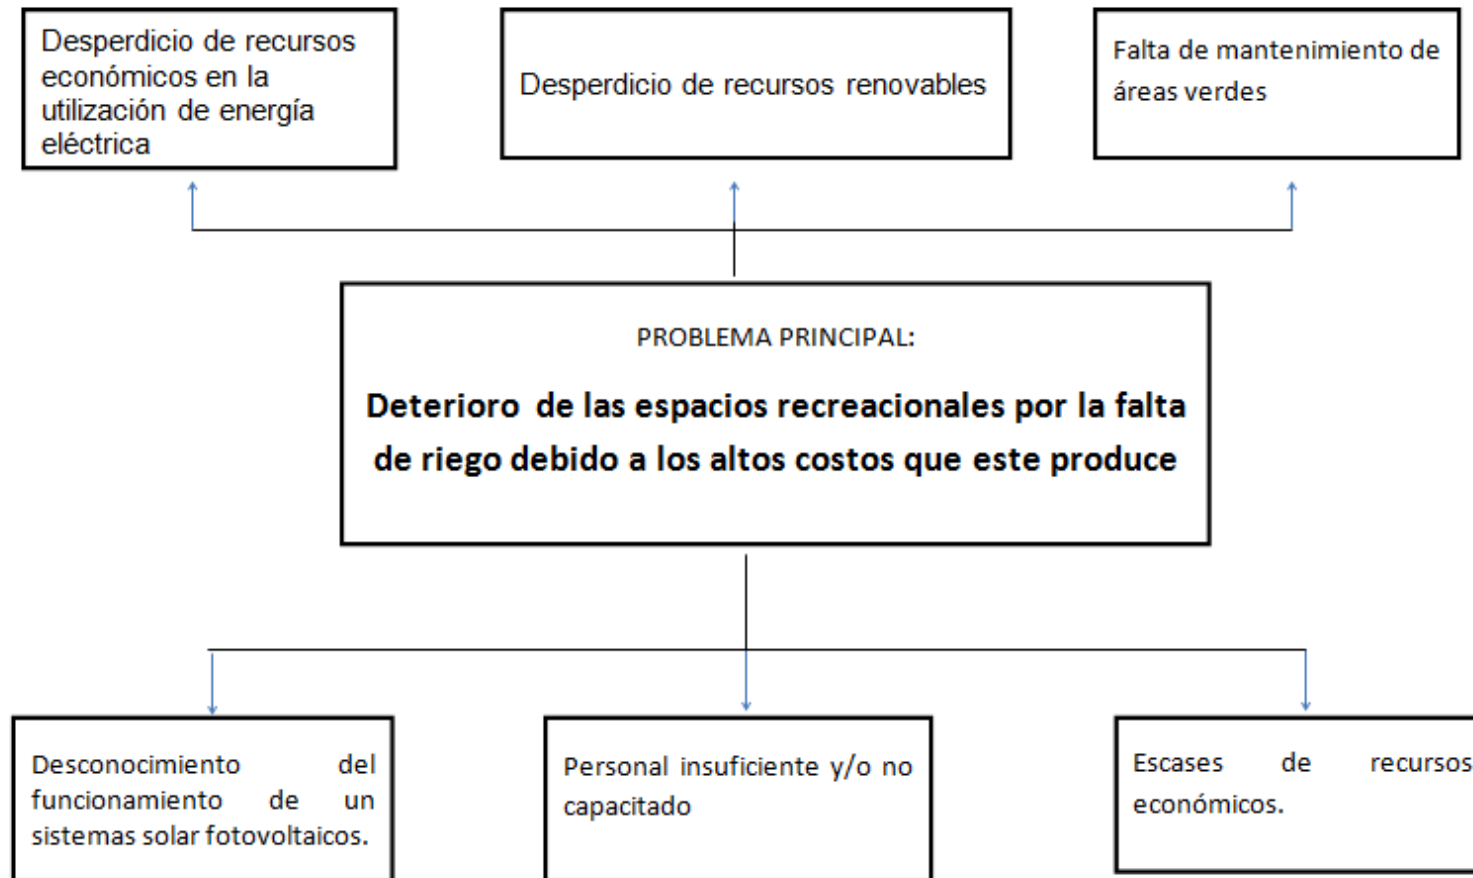 Desperdicio de recursos
económicos en la
utilización de energía
eléctrica
Desperdicio de recursos renovables
Falta de mantenimiento de
áreas verdes
PROBLEMA PRINCIPAL:
Deterioro de las espacios recreacionales por la falta
de riego debido a los altos costos que este produce
Desconocimiento del
funcionamiento de un
sistemas solar fotovoltaicos.
Personal insuficiente y/o no
capacitado
Escases de recursos
económicos.